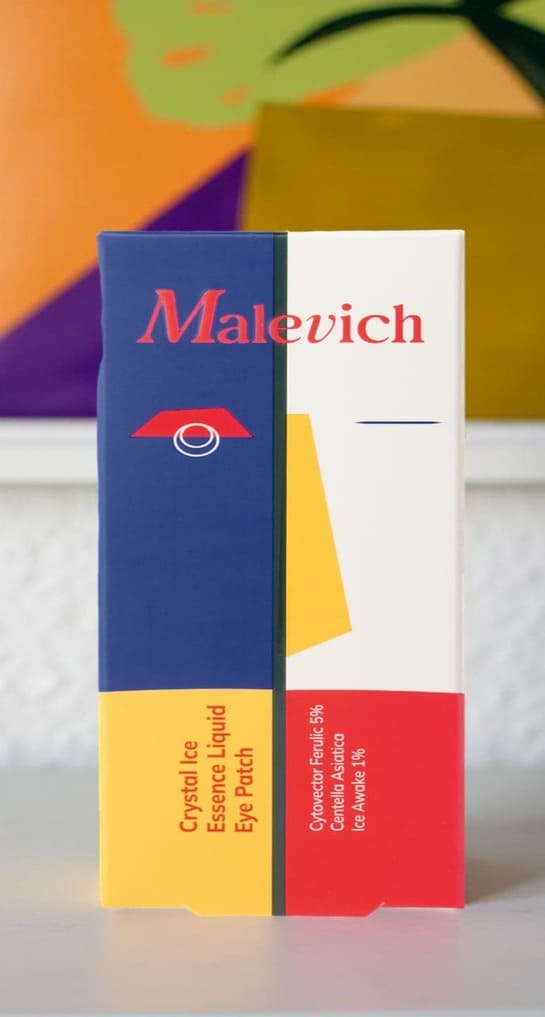 Malevich
Crystal Ice
Essence Liquid
Eye Patch
Cytovector Ferulic 5%
Centella Asiatica
Ice Awake 1%